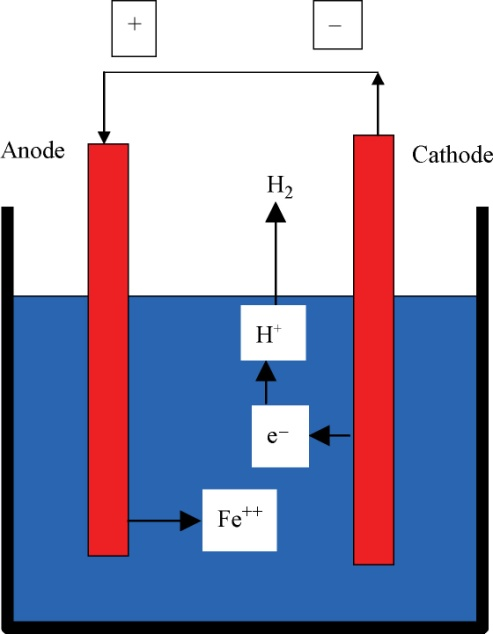 +
−
Anode
Cathode
H₂
H⁺
e⁻
Fe⁺⁺